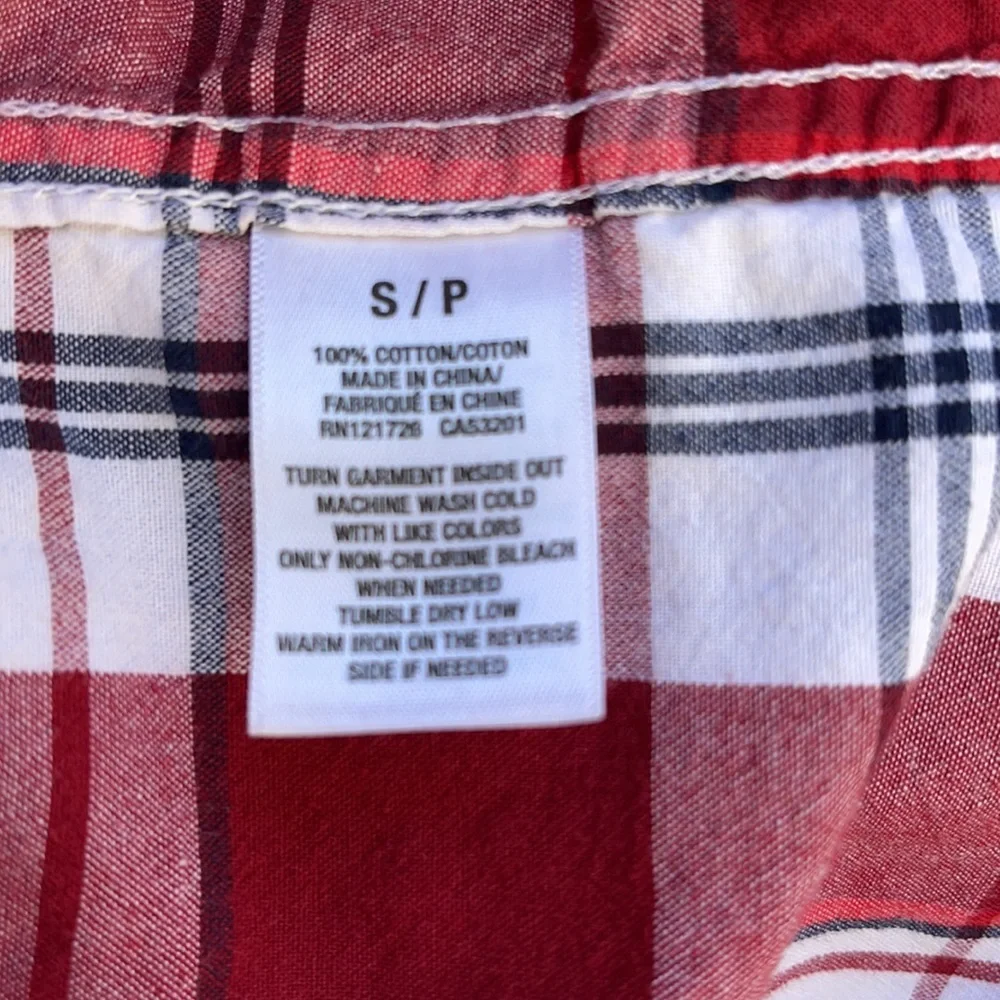 S / P
100% COTTON/COTON
MADE IN CHINA/
FABRIQUÉ EN CHINE
RN121726 CA53201
TURN GARMENT INSIDE OUT
MACHINE WASH COLD
WITH LIKE COLORS
ONLY NON-CHLORINE BLEACH
WHEN NEEDED
TUMBLE DRY LOW
WARM IRON ON THE REVERSE
SIDE IF NEEDED